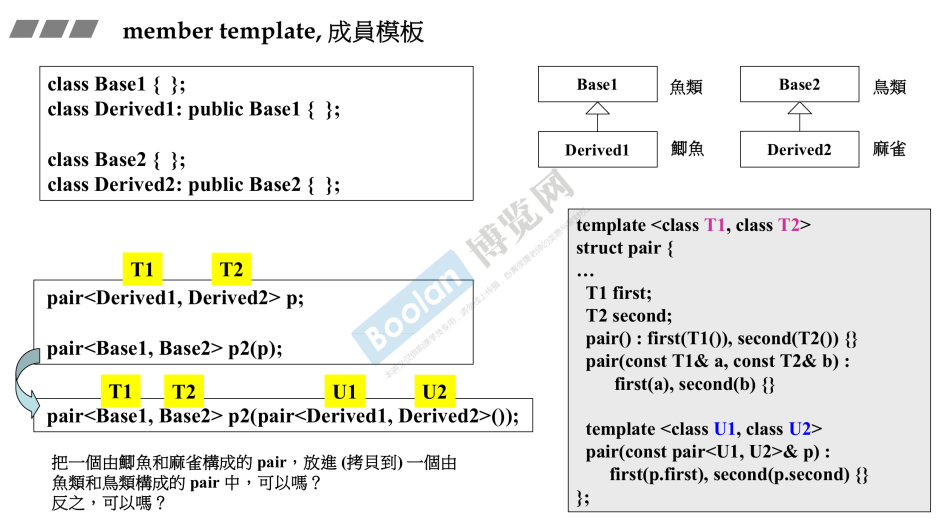 member template, 成員模板
class Base1 { };
class Derived1: public Base1 { };
class Base2 { };
class Derived2: public Base2 { };
Base1 魚類
Derived1 鯽魚
Base2 鳥類
Derived2 麻雀
T1 T2
pair<Derived1, Derived2> p;
pair<Base1, Base2> p2(p);
T1 T2 U1 U2
pair<Base1, Base2> p2(pair<Derived1, Derived2>());
把一個由鯽魚和麻雀構成的 pair，放進 (拷貝到) 一個由
魚類和鳥類構成的 pair 中，可以嗎？
反之，可以嗎？
template <class T1, class T2>
struct pair {
…
T1 first;
T2 second;
pair() : first(T1()), second(T2()) {}
pair(const T1& a, const T2& b) :
first(a), second(b) {}
template <class U1, class U2>
pair(const pair<U1, U2>& p) :
first(p.first), second(p.second) {}
};
Boolan 博览网